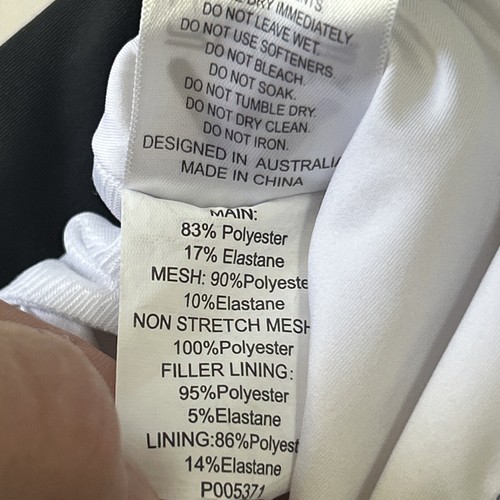 DRY IMMEDIATELY.
DO NOT LEAVE WET.
DO NOT USE SOFTENERS.
DO NOT BLEACH.
DO NOT SOAK.
DO NOT TUMBLE DRY.
DO NOT DRY CLEAN.
DO NOT IRON.
DESIGNED IN AUSTRALIA
MADE IN CHINA
MAIN:
83% Polyester
17% Elastane
MESH: 90%Polyeste
10%Elastane
NON STRETCH MESH
100%Polyester
FILLER LINING:
95%Polyester
5%Elastane
LINING:86%Polyest
14%Elastane
P005371